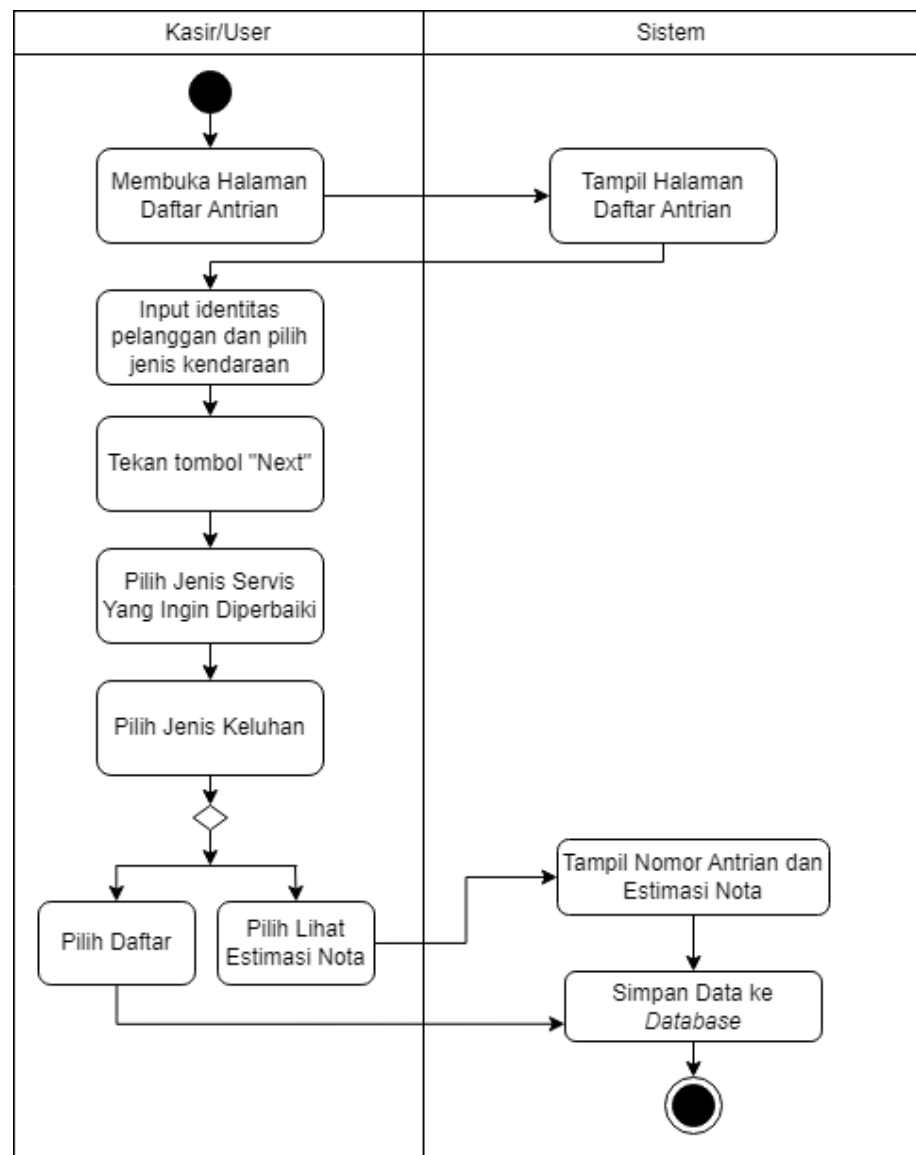 Kasir/User
Sistem
Membuka Halaman
Daftar Antrian
Tampil Halaman
Daftar Antrian
Input identitas
pelanggan dan pilih
jenis kendaraan
Tekan tombol "Next"
Pilih Jenis Servis
Yang Ingin Diperbaiki
Pilih Jenis Keluhan
Tampil Nomor Antrian dan
Estimasi Nota
Pilih Daftar
Pilih Lihat
Estimasi Nota
Simpan Data ke
Database